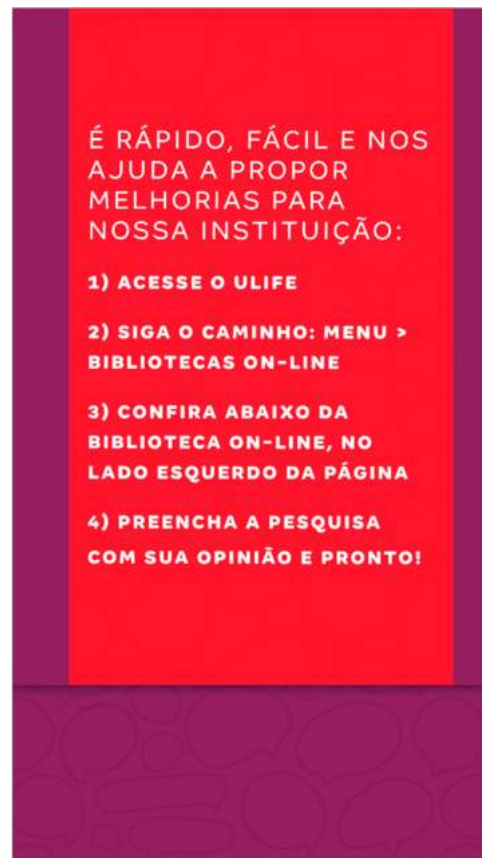 É RÁPIDO, FÁCIL E NOS
AJUDA A PROPOR
MELHORIAS PARA
NOSSA INSTITUIÇÃO:
1) ACESSE O ULIFE
2) SIGA O CAMINHO: MENU >
BIBLIOTECAS ON-LINE
3) CONFIRA ABAIXO DA
BIBLIOTECA ON-LINE, NO
LADO ESQUERDO DA PÁGINA
4) PREENCHA A PESQUISA
COM SUA OPINIÃO E PRONTO!